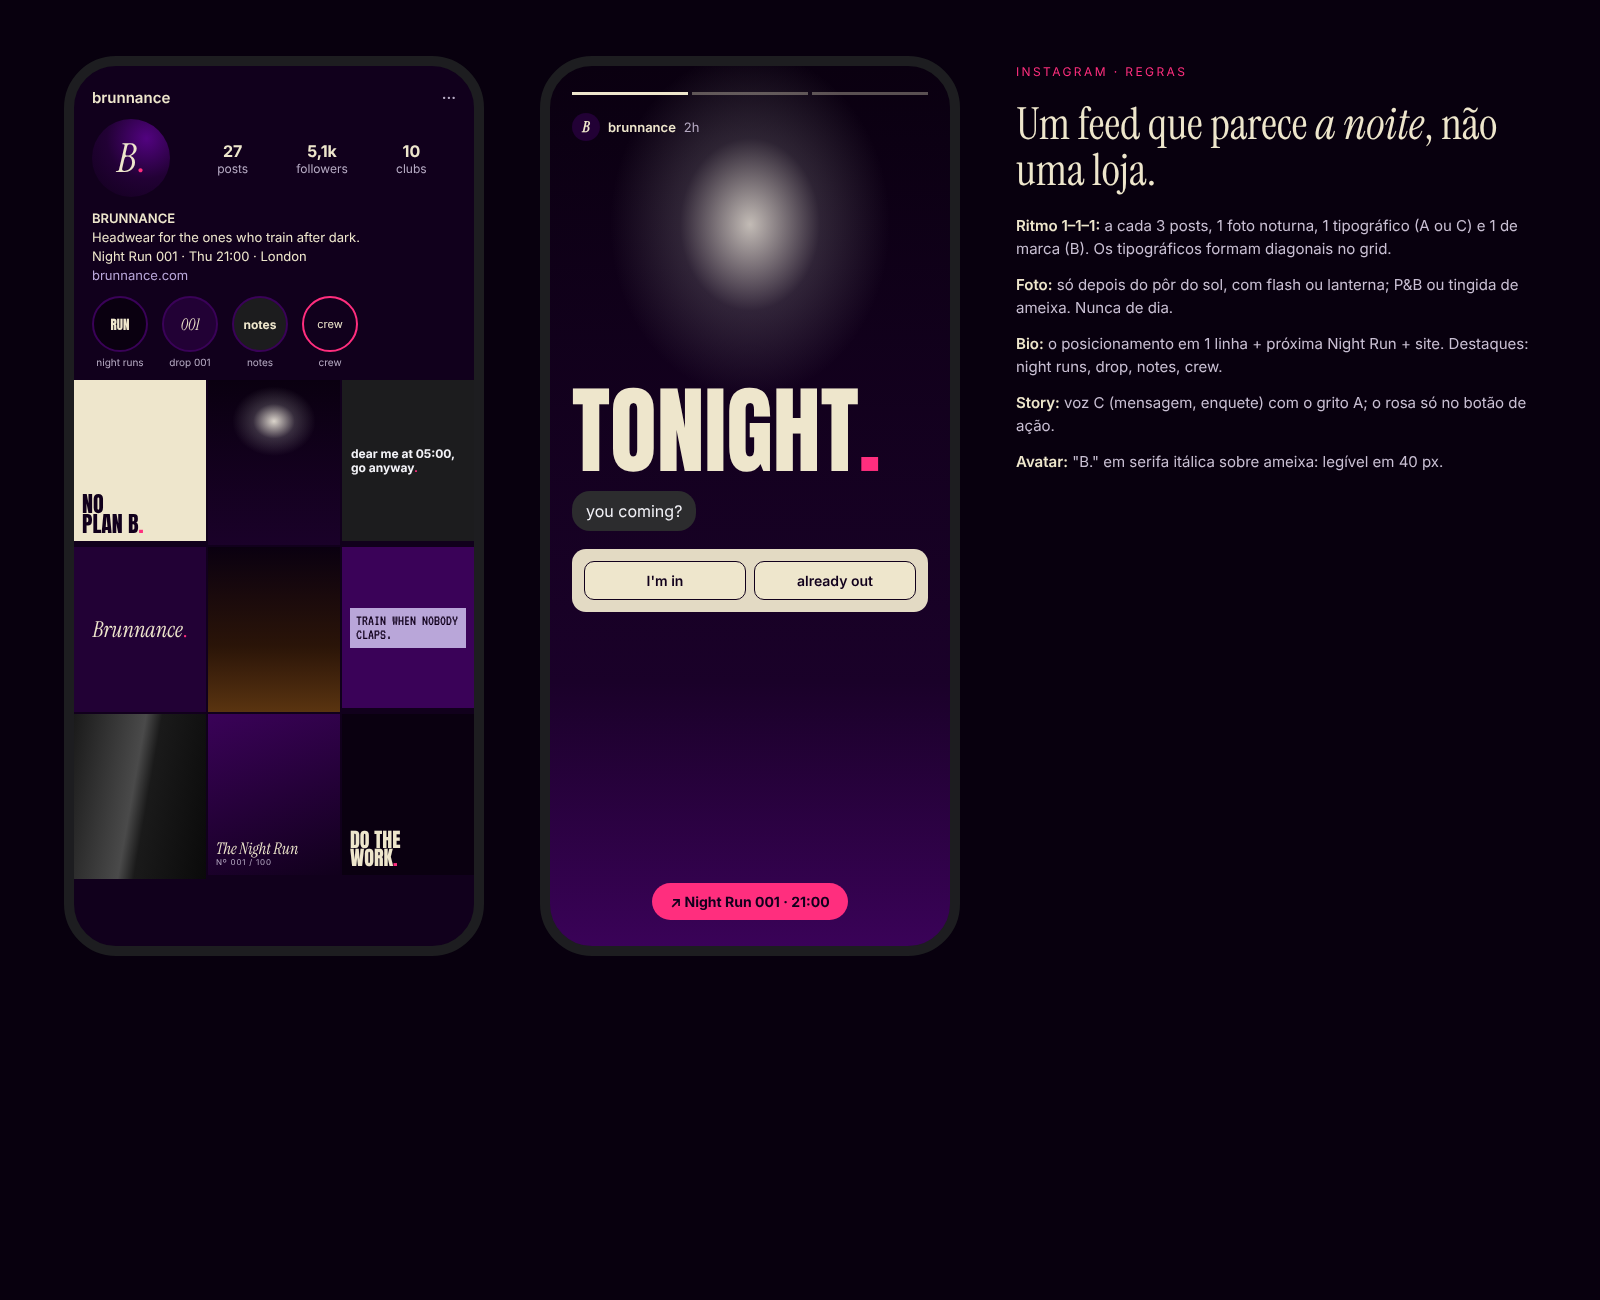 brunnance
...
B.
27
5,1k
10
posts
followers
clubs
BRUNNANCE
Headwear for the ones who train after dark.
Night Run 001 · Thu 21:00 · London
brunnance.com
RUN
001
notes
crew
night runs
drop 001
notes
crew
NO
PLAN B.
dear me at 05:00,
go anyway.
Brunnance.
TRAIN WHEN NOBODY
CLAPS.
The Night Run
Nº 001 / 100
DO THE
WORK.
B
brunnance 2h
TONIGHT.
you coming?
I'm in
already out
↗ Night Run 001 · 21:00
INSTAGRAM · REGRAS
Um feed que parece a noite, não
uma loja.
Ritmo 1–1–1: a cada 3 posts, 1 foto noturna, 1 tipográfico (A ou C) e 1 de
marca (B). Os tipográficos formam diagonais no grid.
Foto: só depois do pôr do sol, com flash ou lanterna; P&B ou tingida de
ameixa. Nunca de dia.
Bio: o posicionamento em 1 linha + próxima Night Run + site. Destaques:
night runs, drop, notes, crew.
Story: voz C (mensagem, enquete) com o grito A; o rosa só no botão de
ação.
Avatar: "B." em serifa itálica sobre ameixa: legível em 40 px.